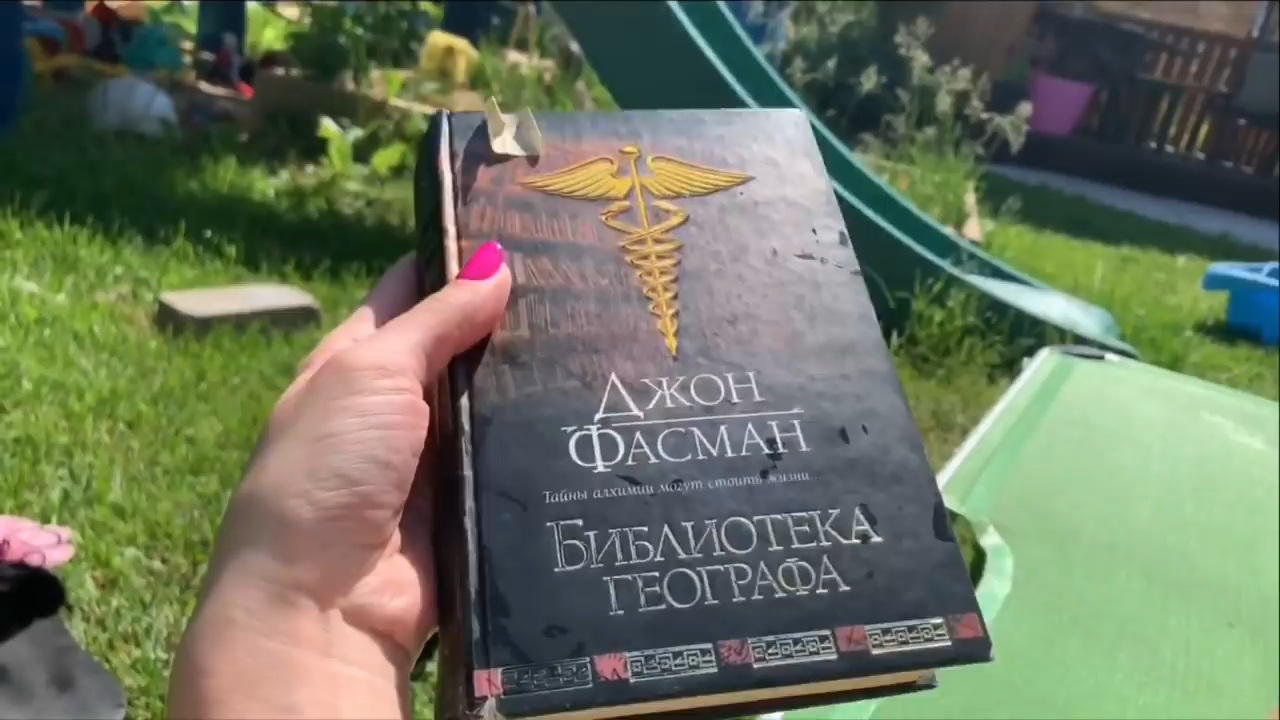 ДЖОН
ФАСМАН
Тайны алхимии могут стоить жизни...
БИБЛИОТЕКА
ГЕОГРАФА